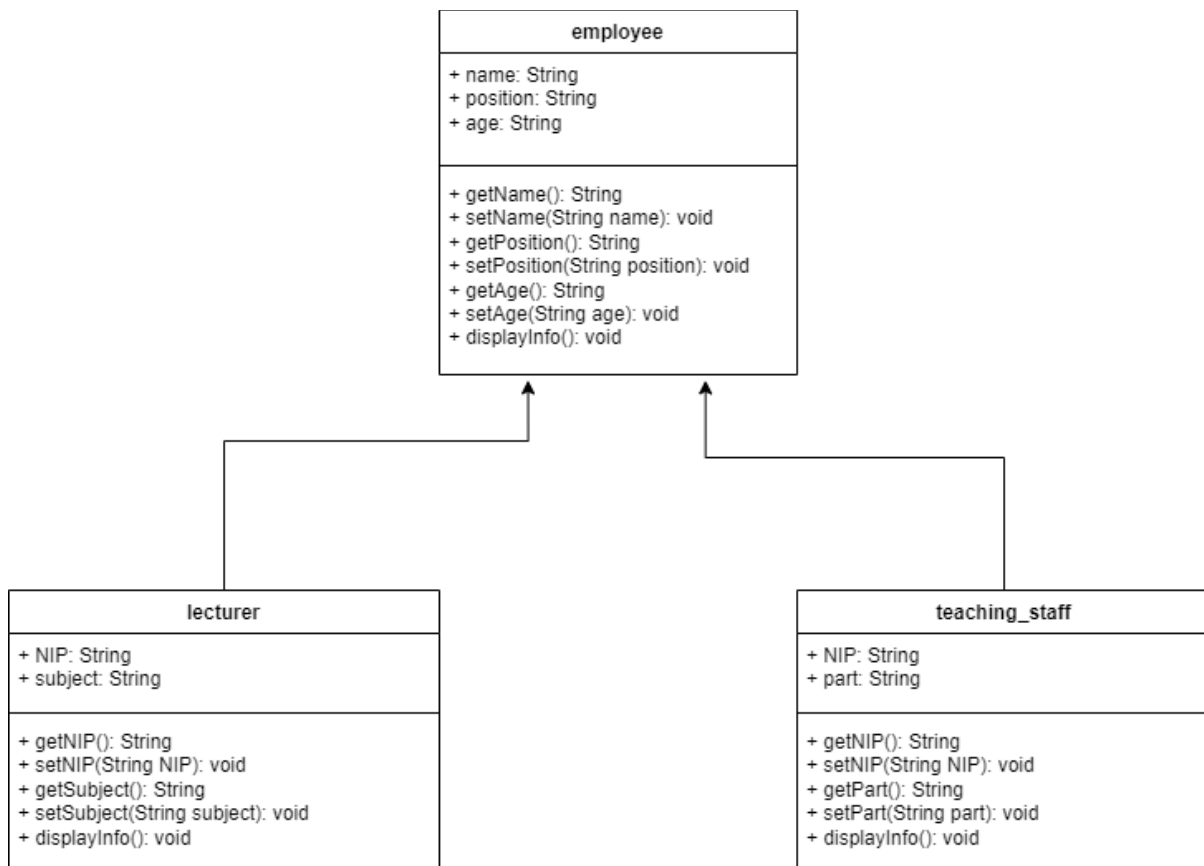 employee
+ name: String
+ position: String
+ age: String
+ getName(): String
+ setName(String name): void
+ getPosition(): String
+ setPosition(String position): void
+ getAge(): String
+ setAge(String age): void
+ displayInfo(): void
lecturer
+ NIP: String
+ subject: String
+ getNIP(): String
+ setNIP(String NIP): void
+ getSubject(): String
+ setSubject(String subject): void
+ displayInfo(): void
teaching_staff
+ NIP: String
+ part: String
+ getNIP(): String
+ setNIP(String NIP): void
+ getPart(): String
+ setPart(String part): void
+ displayInfo(): void